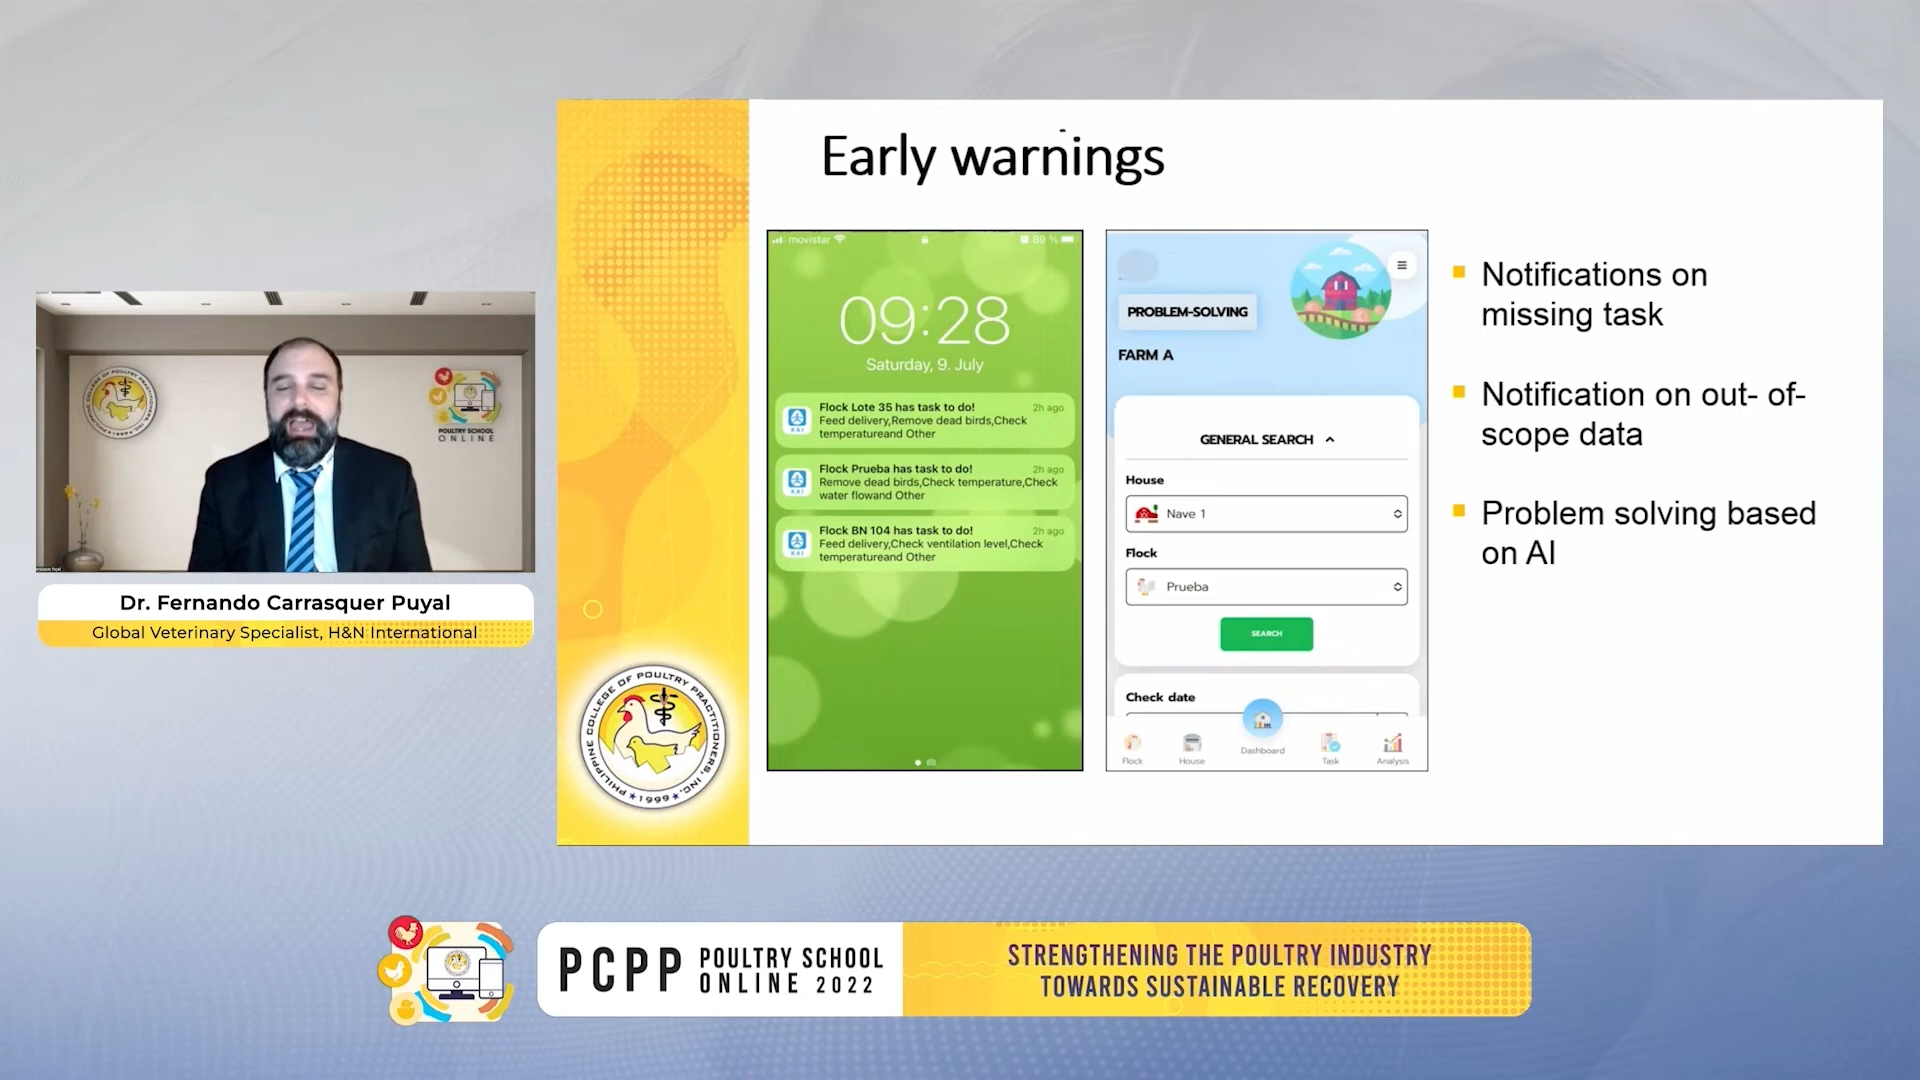 Early warnings
movistar
89 %
09:28
Saturday, 9. July
Flock Lote 35 has task to do!
2h ago
Feed delivery,Remove dead birds,Check
temperatureand Other
KAI
Flock Prueba has task to do!
2h ago
Remove dead birds,Check temperature,Check
water flowand Other
KAI
Flock BN 104 has task to do!
2h ago
Feed delivery,Check ventilation level,Check
temperatureand Other
KAI
PROBLEM-SOLVING
FARM A
GENERAL SEARCH
House
Nave 1
Flock
Prueba
SEARCH
Check date
Flock
House
Dashboard
Task
Analysis
Notifications on
missing task
Notification on out- of-
scope data
Problem solving based
on AI
POULTRY SCHOOL
ONLINE
Dr. Fernando Carrasquer Puyal
Global Veterinary Specialist, H&N International
PHILIPPINE COLLEGE OF POULTRY PRACTITIONERS, INC.
1999
PCPP
POULTRY SCHOOL
ONLINE 2022
STRENGTHENING THE POULTRY INDUSTRY
TOWARDS SUSTAINABLE RECOVERY